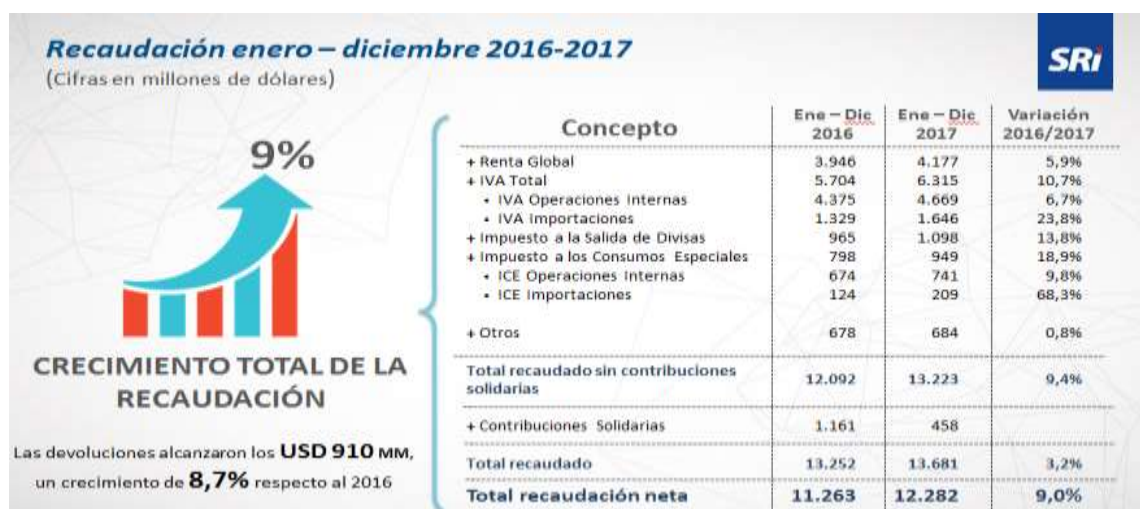 Recaudación enero – diciembre 2016-2017
(Cifras en millones de dólares)
SRi
9%
CRECIMIENTO TOTAL DE LA
RECAUDACIÓN
Las devoluciones alcanzaron los USD 910 MM,
un crecimiento de 8,7% respecto al 2016
Concepto Ene – Dic 2016 Ene – Dic 2017 Variación 2016/2017
+ Renta Global 3.946 4.177 5,9%
+ IVA Total 5.704 6.315 10,7%
• IVA Operaciones Internas 4.375 4.669 6,7%
• IVA Importaciones 1.329 1.646 23,8%
+ Impuesto a la Salida de Divisas 965 1.098 13,8%
+ Impuesto a los Consumos Especiales 798 949 18,9%
• ICE Operaciones Internas 674 741 9,8%
• ICE Importaciones 124 209 68,3%
+ Otros 678 684 0,8%
Total recaudado sin contribuciones
solidarias 12.092 13.223 9,4%
+ Contribuciones Solidarias 1.161 458
Total recaudado 13.252 13.681 3,2%
Total recaudación neta 11.263 12.282 9,0%